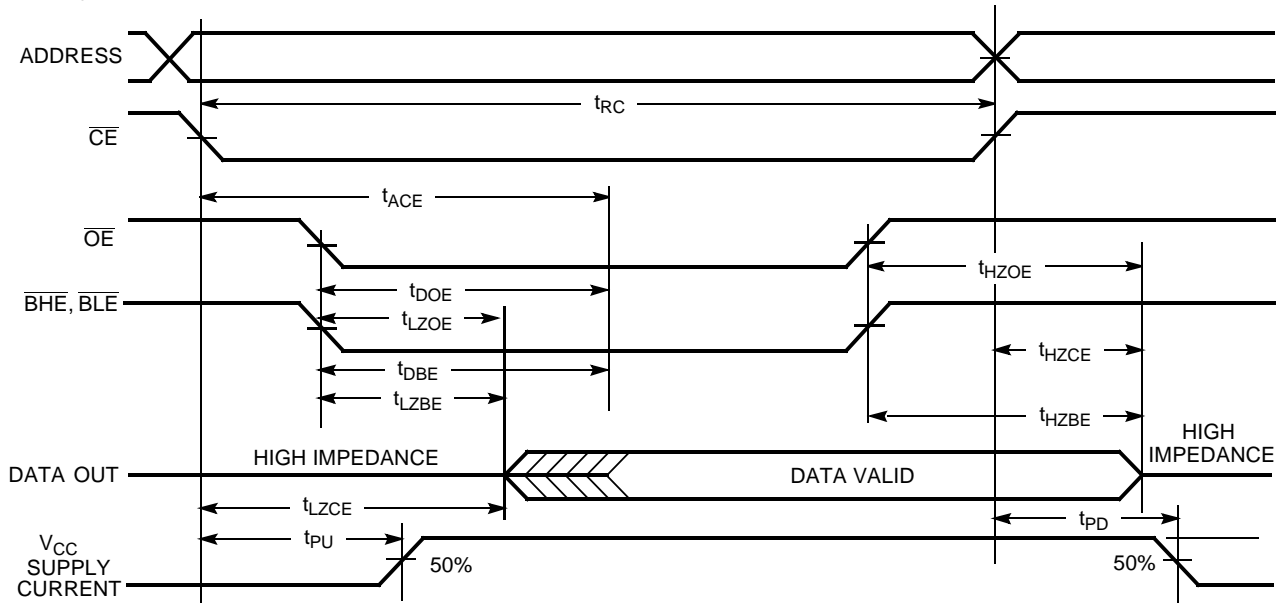 ADDRESS
tRC
CE
tACE
OE
tHZOE
tDOE
BHE, BLE
tLZOE
tHZCE
tDBE
tLZBE
tHZBE
HIGH
IMPEDANCE
HIGH IMPEDANCE
DATA OUT
DATA VALID
tLZCE
tPD
tPU
VCC
SUPPLY
CURRENT
50%
50%